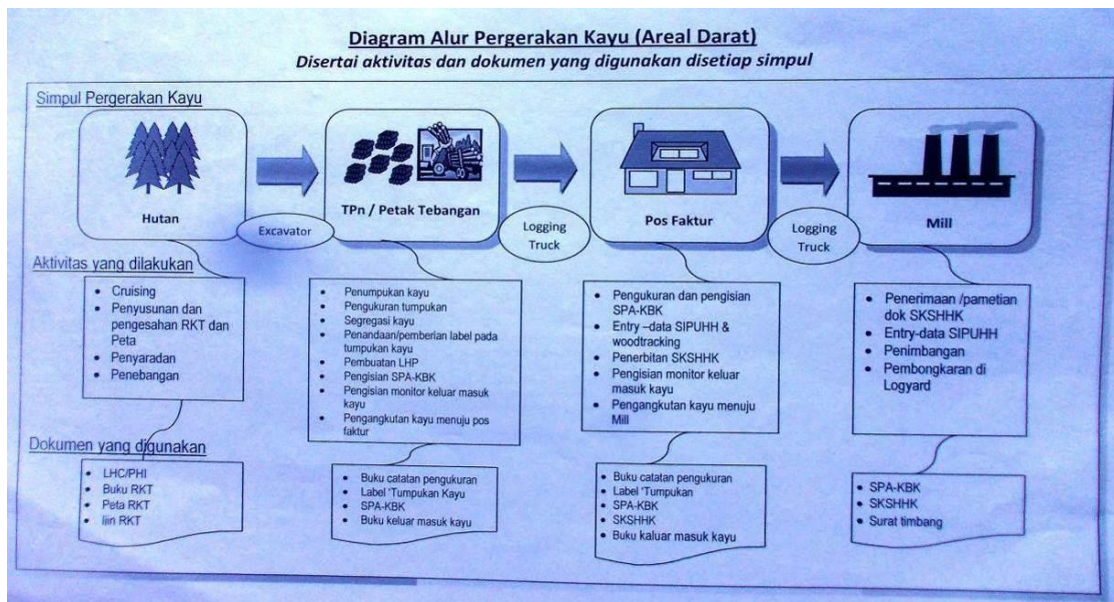 Diagram Alur Pergerakan Kayu (Areal Darat)
Disertai aktivitas dan dokumen yang digunakan disetiap simpul
Simpul Pergerakan Kayu
Hutan
Excavator
TPn / Petak Tebangan
Logging
Truck
Pos Faktur
Logging
Truck
Mill
Aktivitas yang dilakukan
• Cruising
• Penyusunan dan
pengesahan RKT dan
Peta
• Penyaradan
• Penebangan
• Penumpukan kayu
• Pengukuran tumpukan
• Segregasi kayu
• Penandaan/pemberian label pada
tumpukan kayu
• Pembuatan LHP
• Pengisian SPA-KBK
• Pengisian monitor keluar masuk
kayu
• Pengangkutan kayu menuju pos
faktur
• Pengukuran dan pengisian
SPA-KBK
• Entry –data SIPUHH &
woodtracking
• Penerbitan SKSHHK
• Pengisian monitor keluar
masuk kayu
• Pengangkutan kayu menuju
Mill
• Penerimaan /pametian
dok SKSHHK
• Entry-data SIPUHH
• Penimbangan
• Pembongkaran di
Logyard
Dokumen yang digunakan
• LHC/PHI
• Buku RKT
• Peta RKT
• Iiin RKT
• Buku catatan pengukuran
• Label 'Tumpukan Kayu
• SPA-KBK
• Buku keluar masuk kayu
• Buku catatan pengukuran
• Label 'Tumpukan
• SPA-KBK
• SKSHHK
• Buku kaluar masuk kayu
• SPA-KBK
• SKSHHK
• Surat timbang